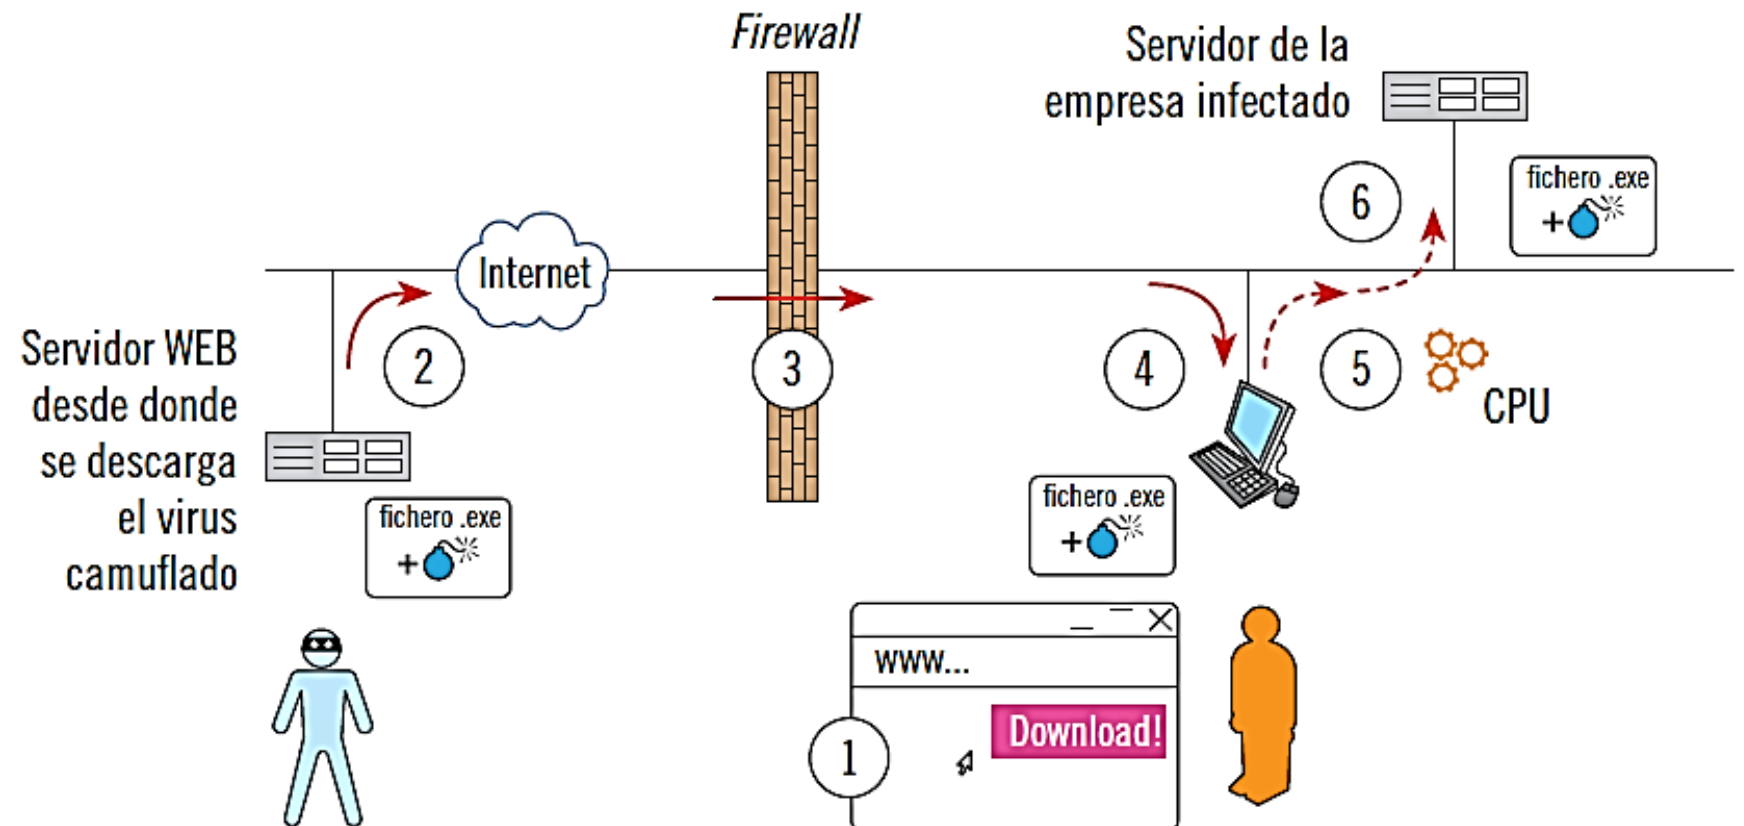 Firewall
Servidor de la
empresa infectado
fichero .exe
+
6
Internet
2
3
4
5
CPU
Servidor WEB
desde donde
se descarga
el virus
camuflado
fichero .exe
+
fichero .exe
+
www...
Download!
1